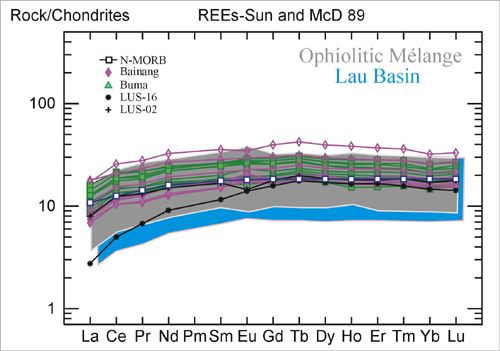 Rock/Chondrites REEs-Sun and McD 89
Ophiolitic Mélange
Lau Basin
N-MORB
Bainang
Buma
LUS-16
LUS-02
100
10
1
La Ce Pr Nd Pm Sm Eu Gd Tb Dy Ho Er Tm Yb Lu